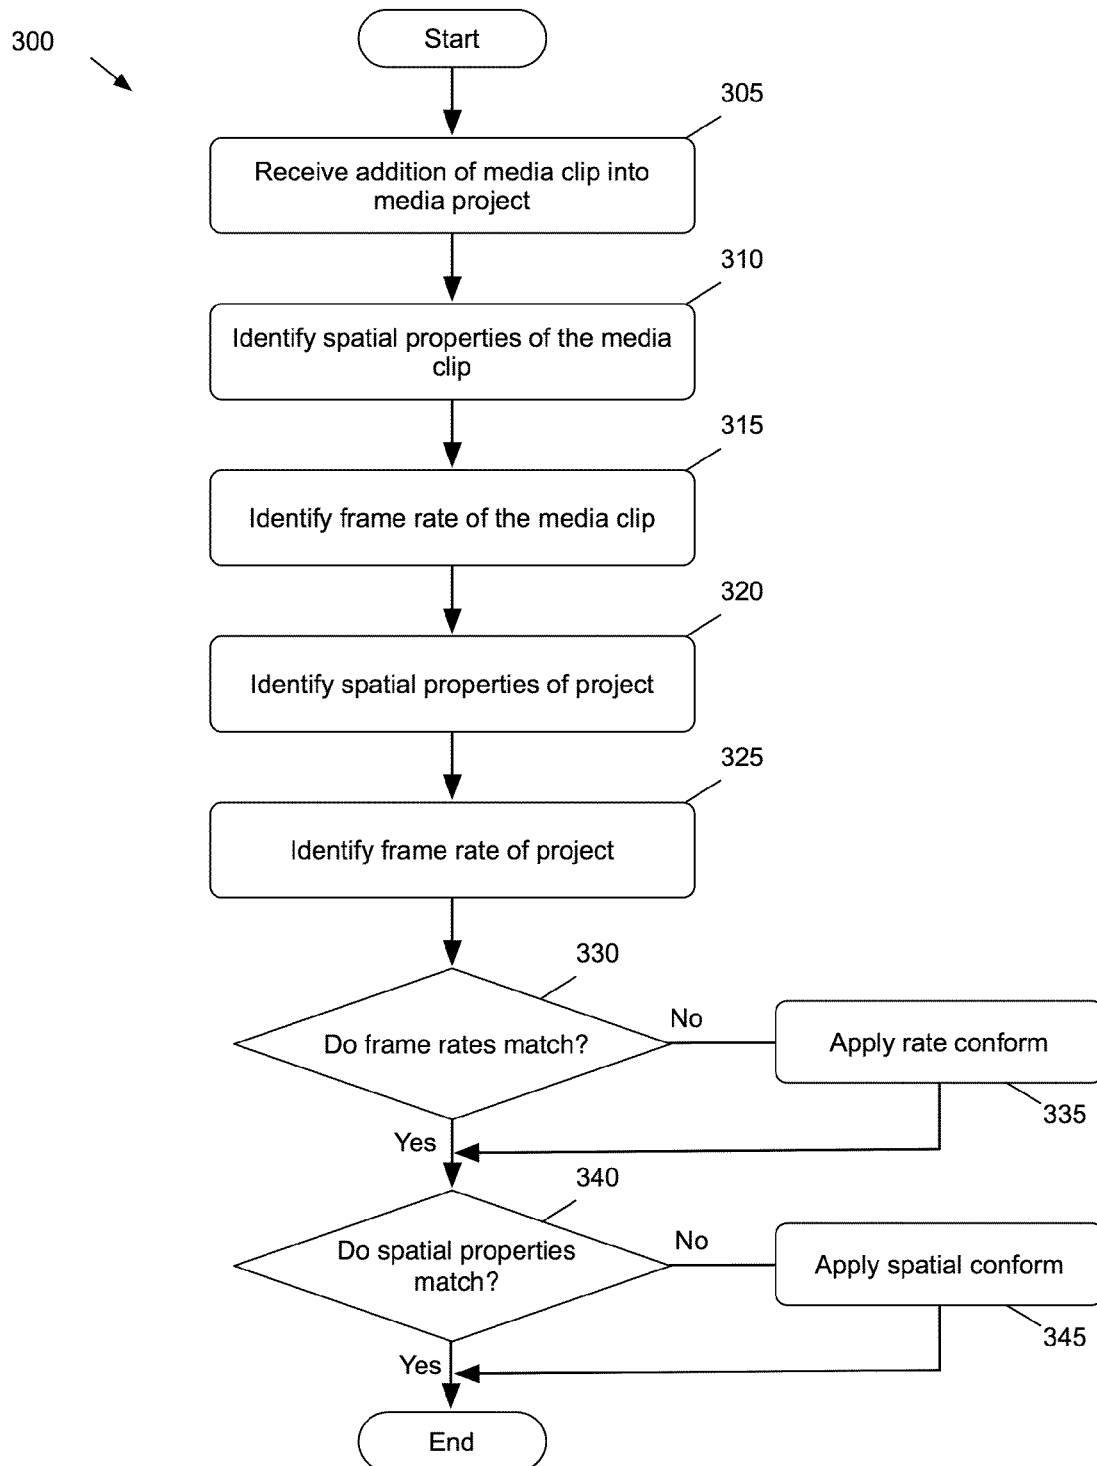 300
Start
305
Receive addition of media clip into
media project
310
Identify spatial properties of the media
clip
315
Identify frame rate of the media clip
320
Identify spatial properties of project
325
Identify frame rate of project
330
Do frame rates match?
No
Apply rate conform
335
Yes
340
Do spatial properties
match?
No
Apply spatial conform
345
Yes
End